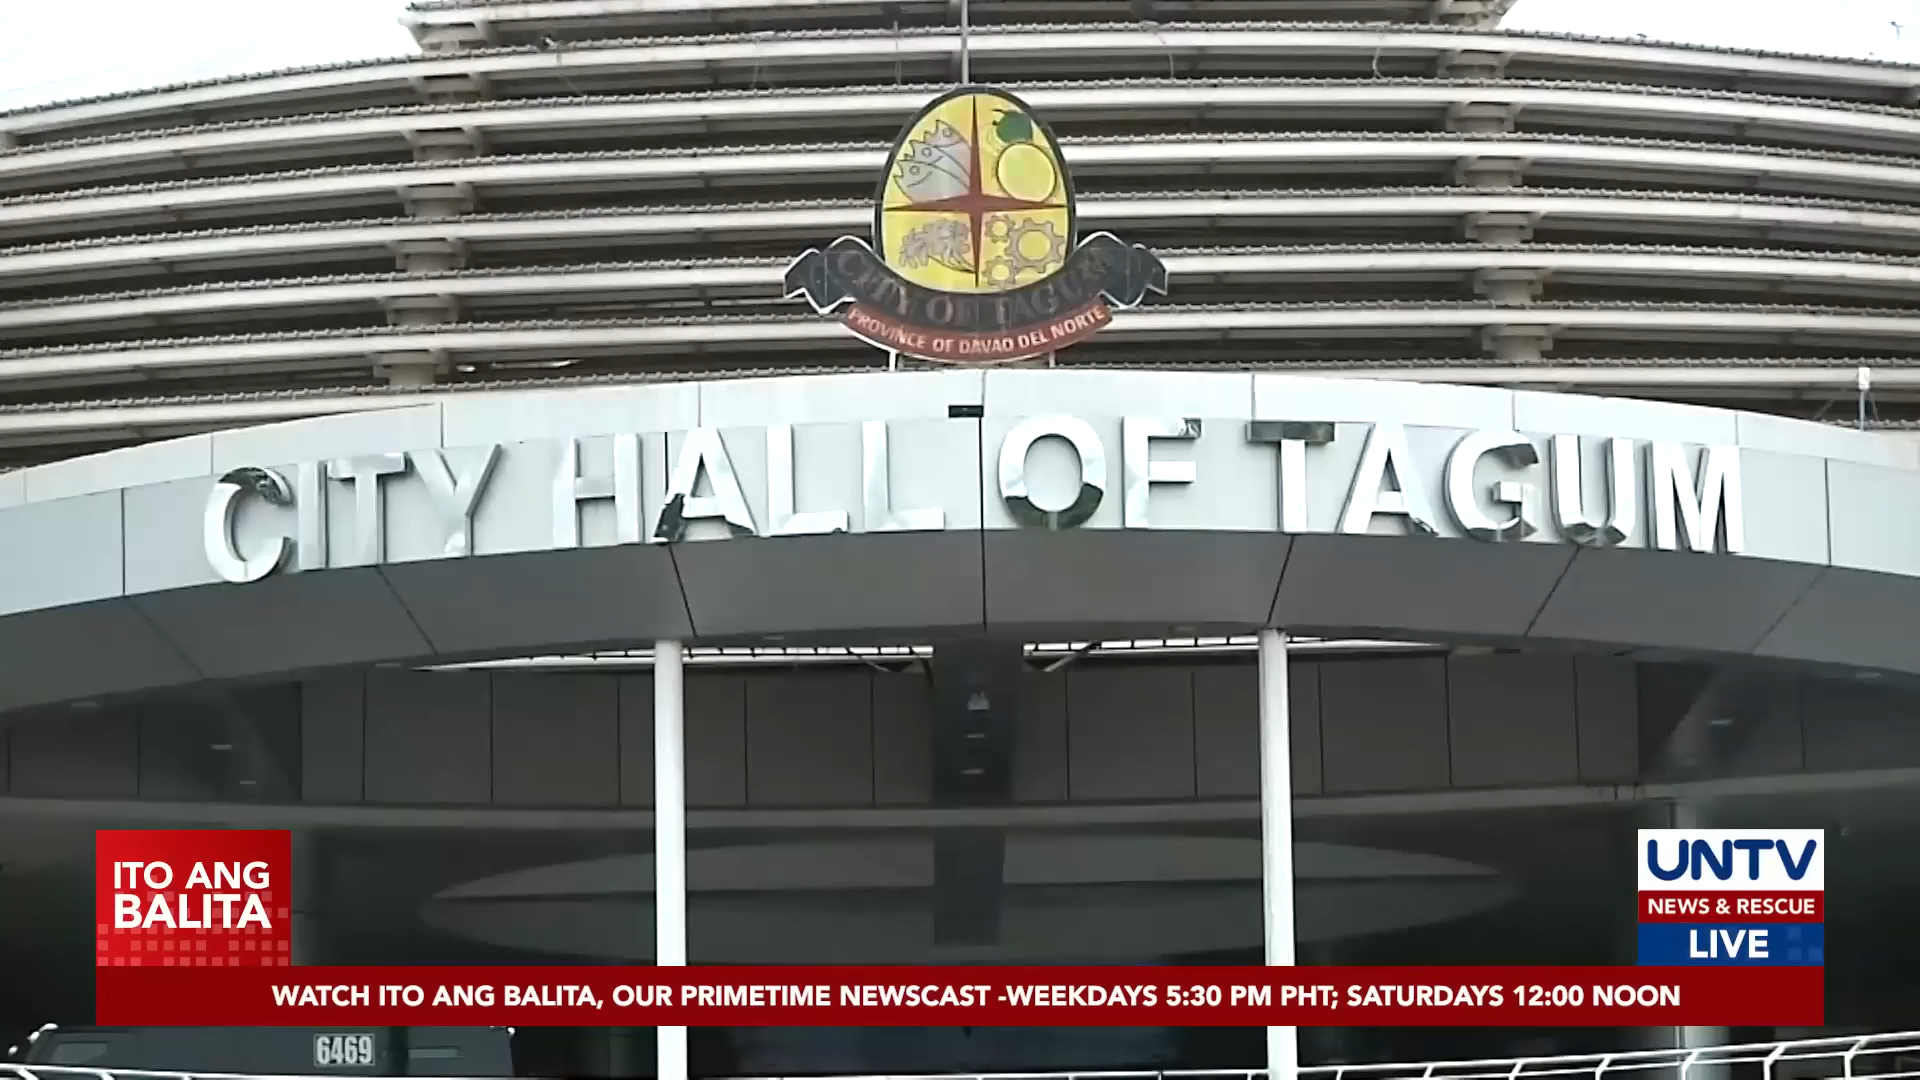 CITY OF TAGUM
PROVINCE OF DAVAO DEL NORTE
CITY HALL OF TAGUM
ITO ANG
BALITA
UNTV
NEWS & RESCUE
LIVE
WATCH ITO ANG BALITA, OUR PRIMETIME NEWSCAST -WEEKDAYS 5:30 PM PHT; SATURDAYS 12:00 NOON
6469